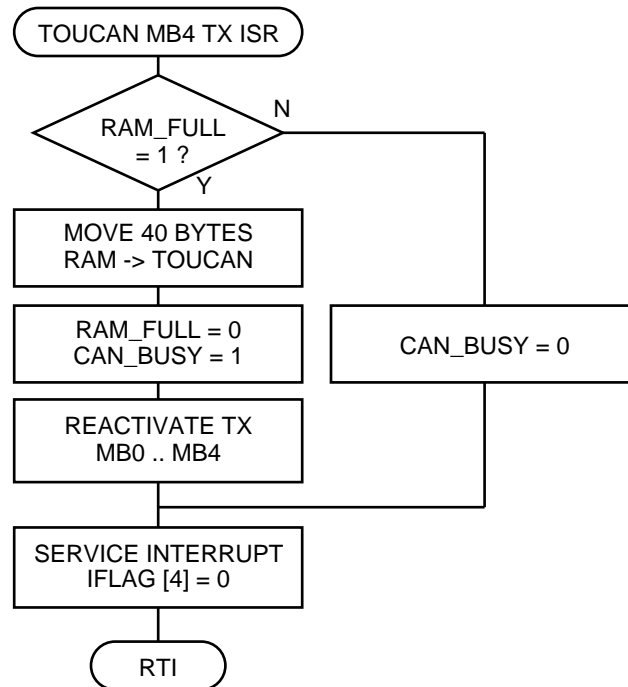 TOUCAN MB4 TX ISR
N
RAM_FULL
= 1 ?
Y
MOVE 40 BYTES
RAM -> TOUCAN
RAM_FULL = 0
CAN_BUSY = 1
CAN_BUSY = 0
REACTIVATE TX
MB0 .. MB4
SERVICE INTERRUPT
IFLAG [4] = 0
RTI